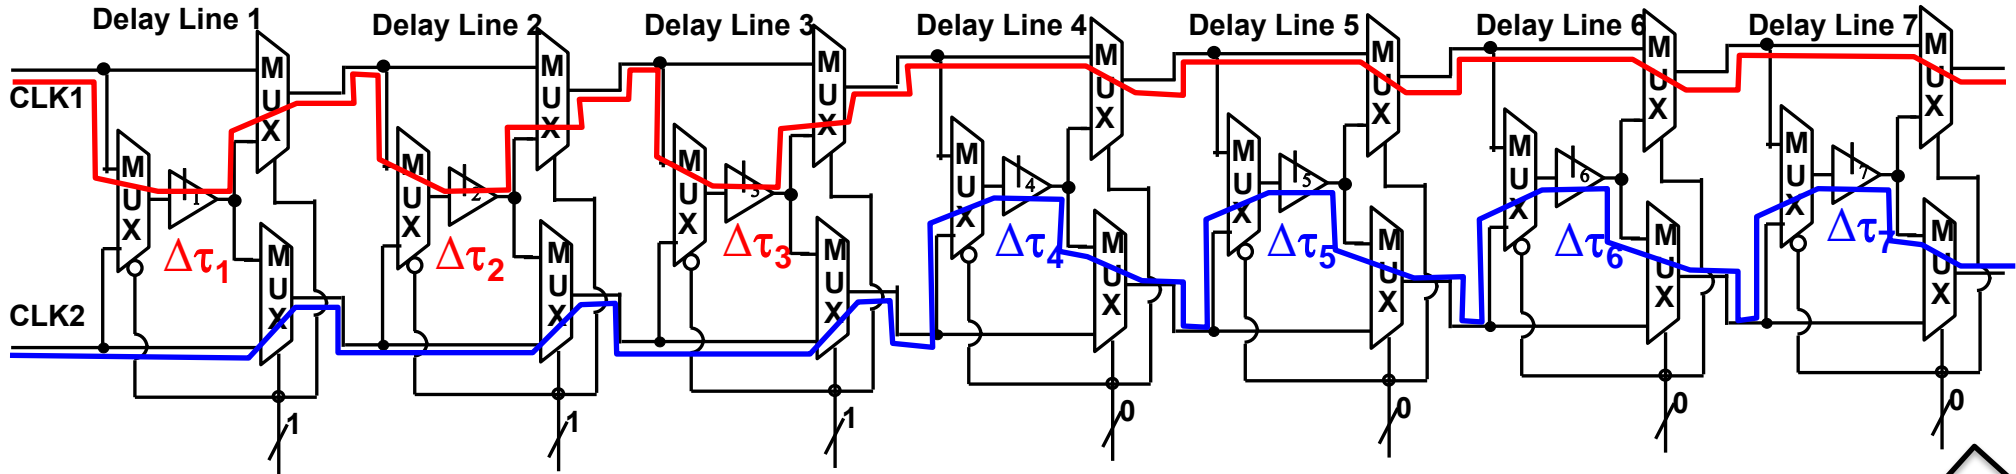 Delay Line 1 Delay Line 2 Delay Line 3 Delay Line 4 Delay Line 5 Delay Line 6 Delay Line 7
MUX MUX MUX MUX MUX MUX MUX
CLK1
MUX MUX MUX MUX MUX MUX MUX
1 2 3 4 5 6 7
Δτ1 Δτ2 Δτ3 Δτ4 Δτ5 Δτ6 Δτ7
MUX MUX MUX MUX MUX MUX MUX
CLK2
1 1 1 0 0 0 0